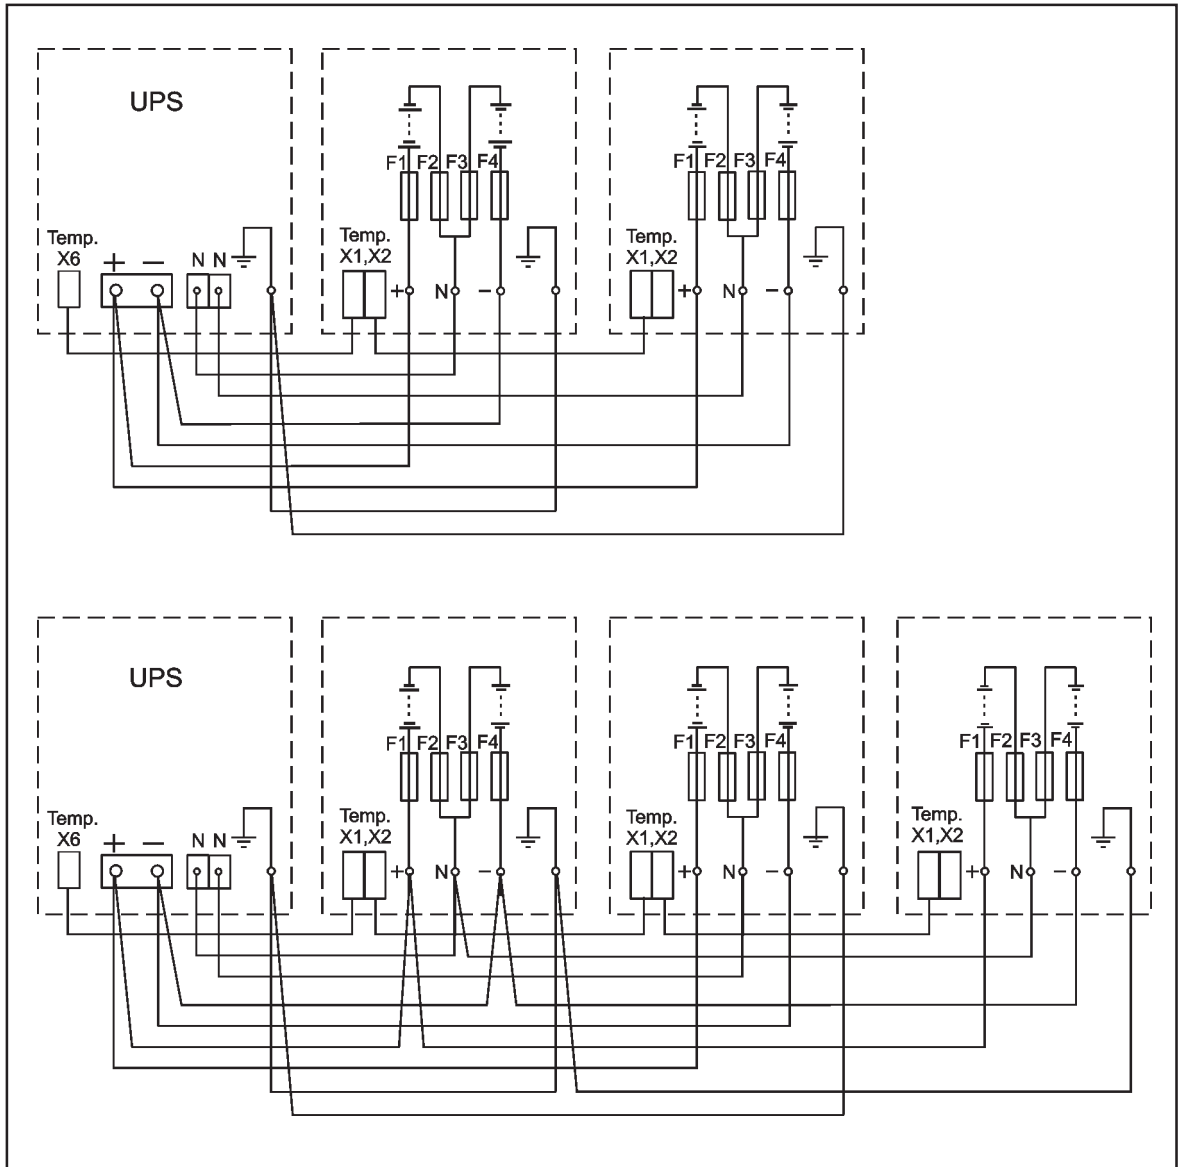 UPS
F1 F2 F3 F4
F1 F2 F3 F4
Temp.
X6
+ —
N N
Temp.
X1,X2
+ N –
Temp.
X1,X2
+ N –
UPS
F1 F2 F3 F4
F1 F2 F3 F4
F1 F2 F3 F4
Temp.
X6
+ —
N N
Temp.
X1,X2
+ N –
Temp.
X1,X2
+ N –
Temp.
X1,X2
+ N –